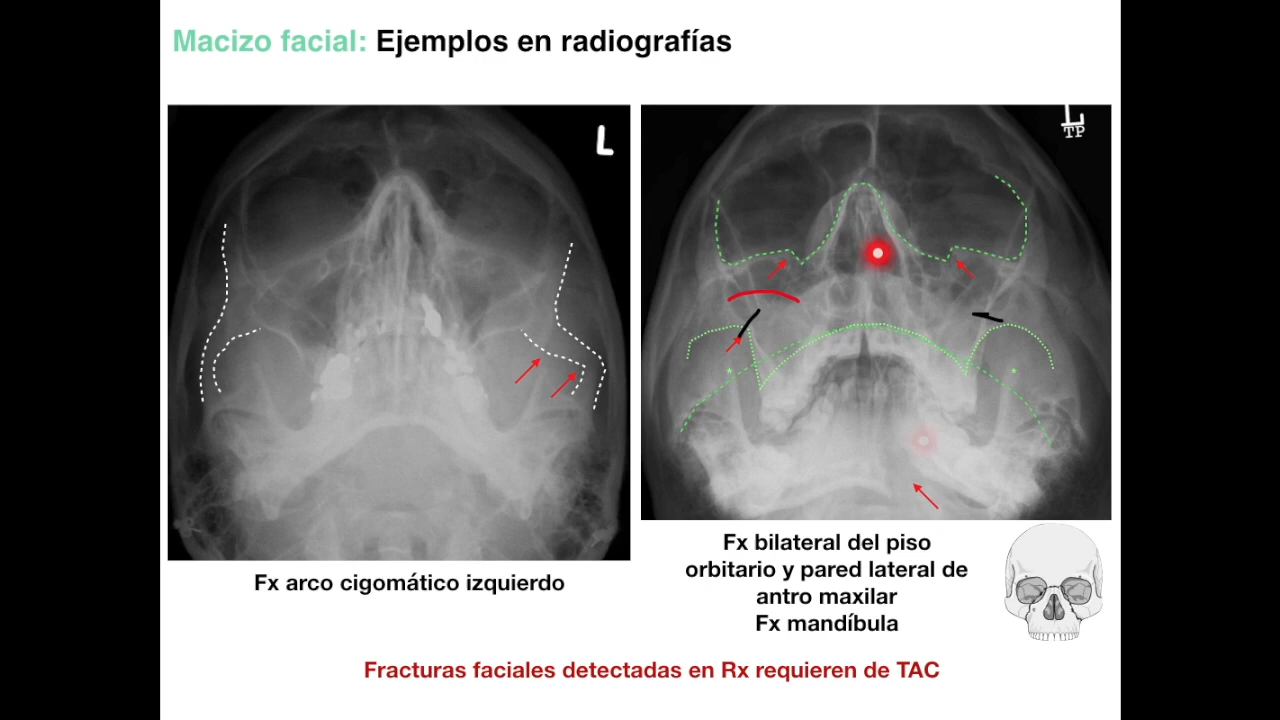 Macizo facial: Ejemplos en radiografías
L
L
TP
*
*
Fx arco cigomático izquierdo
Fx bilateral del piso
orbitario y pared lateral de
antro maxilar
Fx mandíbula
Fracturas faciales detectadas en Rx requieren de TAC